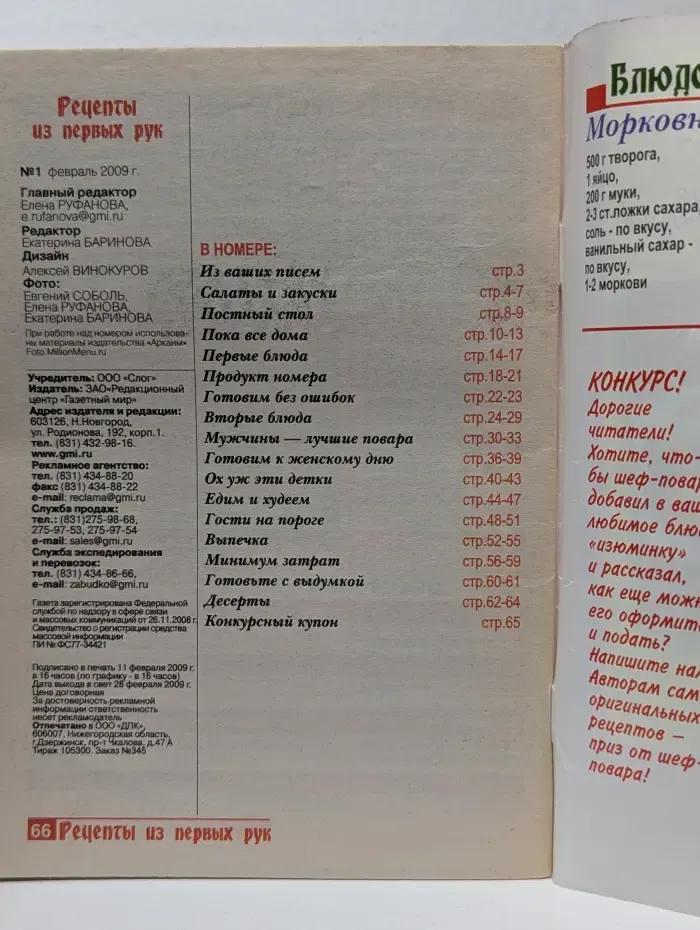 Рецепты
из первых рук
№1 февраль 2009 г.
Главный редактор
Елена РУФАНОВА,
e.rufanova@gmi.ru
Редактор
Екатерина БАРИНОВА
Дизайн
Алексей ВИНОКУРОВ
Фото:
Евгений СОБОЛЬ,
Елена РУФАНОВА,
Екатерина БАРИНОВА
При работе над номером использова-
ны материалы издательства «Аркаим»
Foto.MillionMenu.ru
Учредитель: ООО «Слог»
Издатель: ЗАО«Редакционный
центр «Газетный мир»
Адрес издателя и редакции:
603126, Н.Новгород,
ул. Родионова, 192, корп.1.
тел. (831) 432-98-16.
www.gmi.ru
Рекламное агентство:
тел. (831) 434-88-20
факс (831) 434-88-22
e-mail: reclama@gmi.ru
Служба продаж:
тел.: (831)275-98-68,
275-97-53, 275-97-54
e-mail: sales@gmi.ru
Служба экспедирования
и перевозок:
тел. (831) 434-86-66,
e-mail: zabudko@gmi.ru
Газета зарегистрирована Федеральной
службой по надзору в сфере связи
и массовых коммуникаций от 26.11.2008 г.
Свидетельство о регистрации средства
массовой информации
ПИ № ФС77-34421
Подписано в печать 11 февраля 2009 г.
в 16 часов (по графику - в 16 часов)
Дата выхода в свет 28 февраля 2009 г.
Цена договорная
За достоверность рекламной
информации ответственность
несет рекламодатель
Отпечатано в ООО «ДПК»,
606007, Нижегородская область,
г.Дзержинск, пр-т Чкалова, д.47 А
Тираж 105300. Заказ №345
В НОМЕРЕ:
Из ваших писем стр.3
Салаты и закуски стр.4-7
Постный стол стр.8-9
Пока все дома стр.10-13
Первые блюда стр.14-17
Продукт номера стр.18-21
Готовим без ошибок стр.22-23
Вторые блюда стр.24-29
Мужчины — лучшие повара стр.30-33
Готовим к женскому дню стр.36-39
Ох уж эти детки стр.40-43
Едим и худеем стр.44-47
Гости на пороге стр.48-51
Выпечка стр.52-55
Минимум затрат стр.56-59
Готовьте с выдумкой стр.60-61
Десерты стр.62-64
Конкурсный купон стр.65
66 Рецепты из первых рук
Блюдо
Морковн
500 г творога,
1 яйцо,
200 г муки,
2-3 ст.ложки сахара,
соль - по вкусу,
ванильный сахар -
по вкусу,
1-2 моркови
КОНКУРС!
Дорогие
читатели!
Хотите, что-
бы шеф-повар
добавил в ваш
любимое блю
«изюминку»
и рассказал,
как еще можн
его оформить
и подать?
Напишите нам
Авторам сам
оригинальных
рецептов —
приз от шеф-
повара!